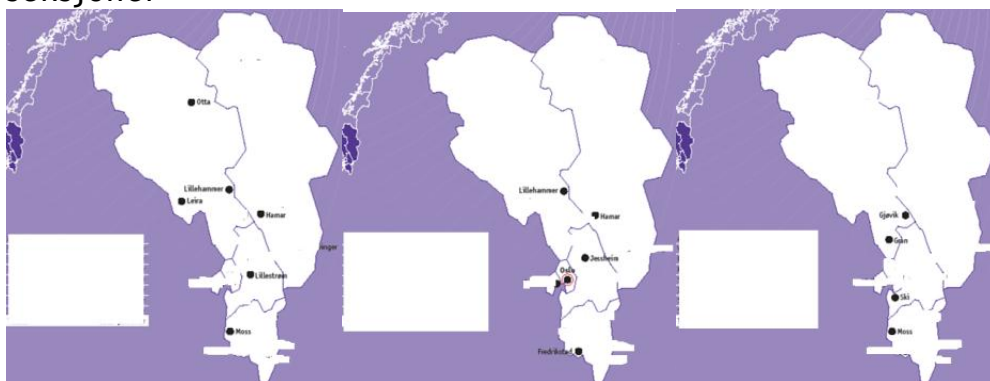 Otta
Lillehammer
Leira
Hamar
Lillestrøm
Moss
Lillehammer
Hamar
Jessheim
Oslo
Fredrikstad
Gjøvik
Gran
Ski
Moss